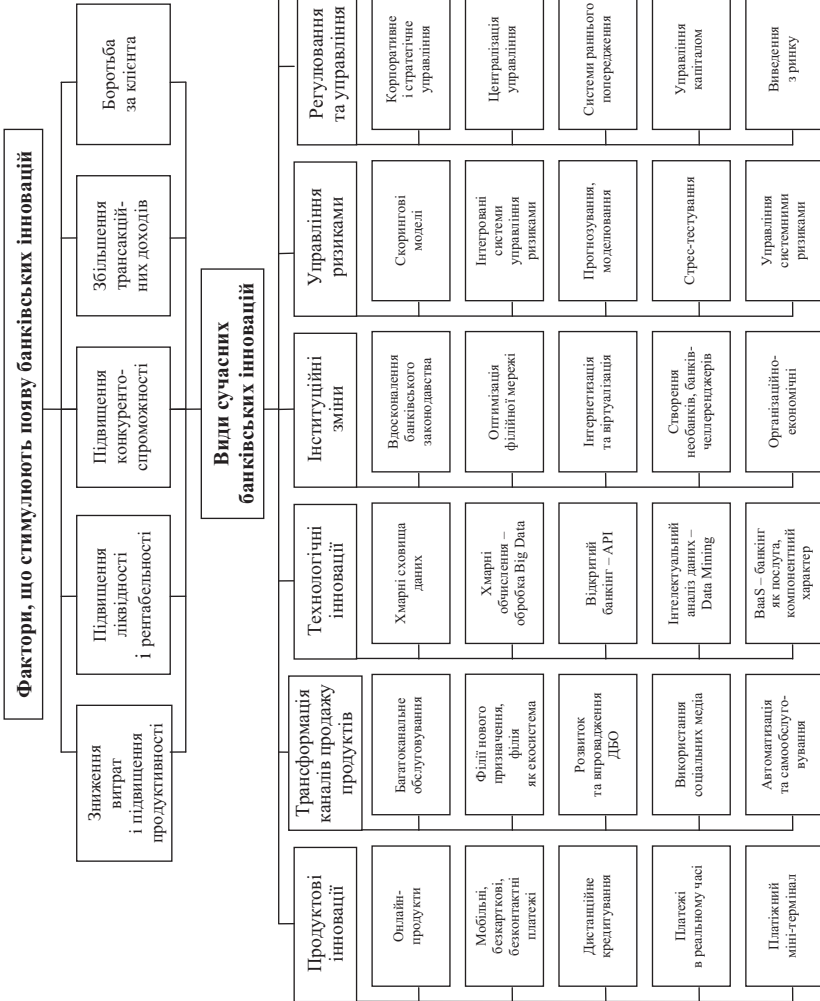 Фактори, що стимулюють появу банківських інновацій
Зниження
витрат
і підвищення
продуктивності
Підвищення
ліквідності
і рентабельності
Підвищення
конкуренто-
спроможності
Збільшення
трансакцій-
них доходів
Боротьба
за клієнта
Види сучасних
банківських інновацій
Продуктові
інновації
Онлайн-
продукти
Мобільні,
безкарткові,
безконтактні
платежі
Дистанційне
кредитування
Платежі
в реальному часі
Платіжний
міні-термінал
Трансформація
каналів продажу
продуктів
Багатоканальне
обслуговування
Філії нового
призначення,
філія
як екосистема
Розвиток
та впровадження
ДБО
Використання
соціальних медіа
Автоматизація
та самообслуго-
вування
Технологічні
інновації
Хмарні сховища
даних
Хмарні
обчислення –
обробка Big Data
Відкритий
банкінг – API
Інтелектуальний
аналіз даних –
Data Mining
BaaS – банкінг
як послуга,
компонентний
характер
Інституційні
зміни
Вдосконалення
банківського
законодавства
Оптимізація
філійної мережі
Інтернетизація
та віртуалізація
Створення
необанків, банків-
челлеренджерів
Організаційно-
економічні
Управління
ризиками
Скорингові
моделі
Інтегровані
системи
управління
ризиками
Прогнозування,
моделювання
Стрес-тестування
Управління
системними
ризиками
Регулювання
та управління
Корпоративне
і стратегічне
управління
Централізація
управління
Системи раннього
попередження
Управління
капіталом
Виведення
з ринку